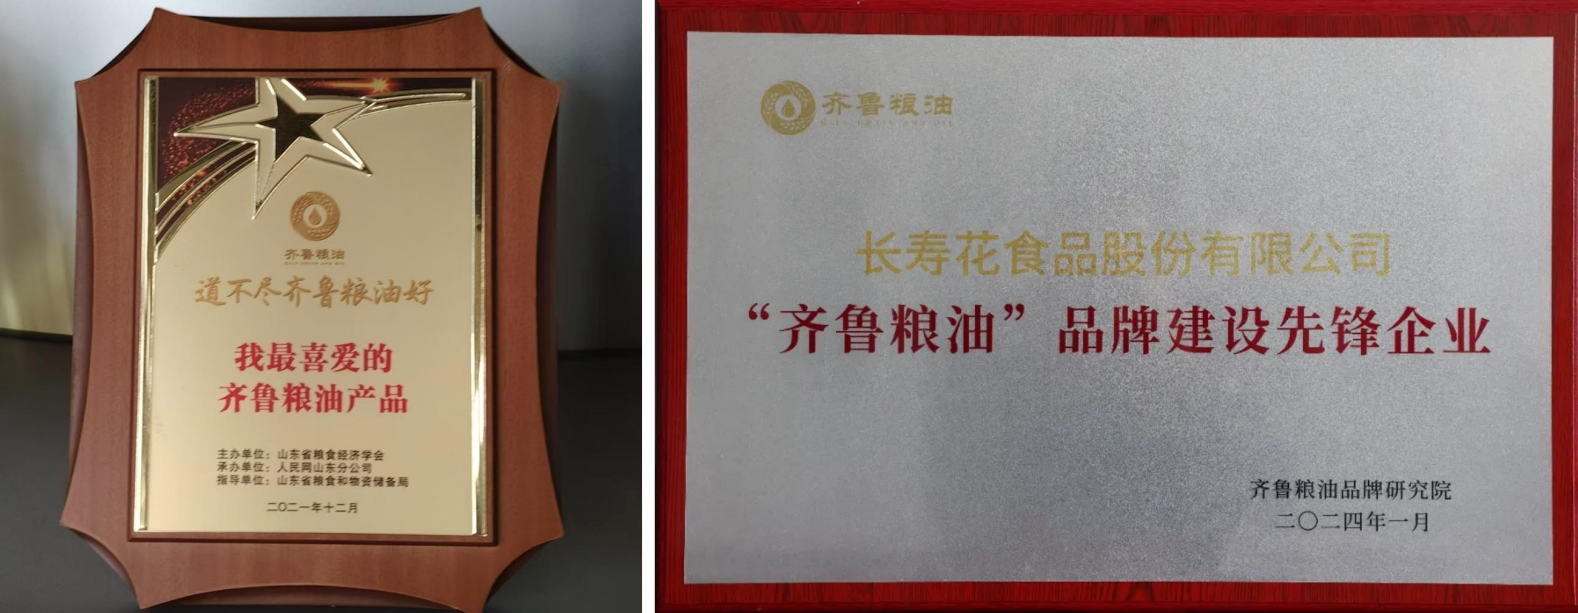 齐鲁粮油
道不尽齐鲁粮油好
我最喜爱的
齐鲁粮油产品
主办单位：山东省粮食经济学会
承办单位：人民网山东分公司
指导单位：山东省粮食和物资储备局
二〇二一年十二月
齐鲁粮油
QILU GRAIN AND OIL
长寿花食品股份有限公司
“齐鲁粮油”品牌建设先锋企业
齐鲁粮油品牌研究院
二〇二四年一月